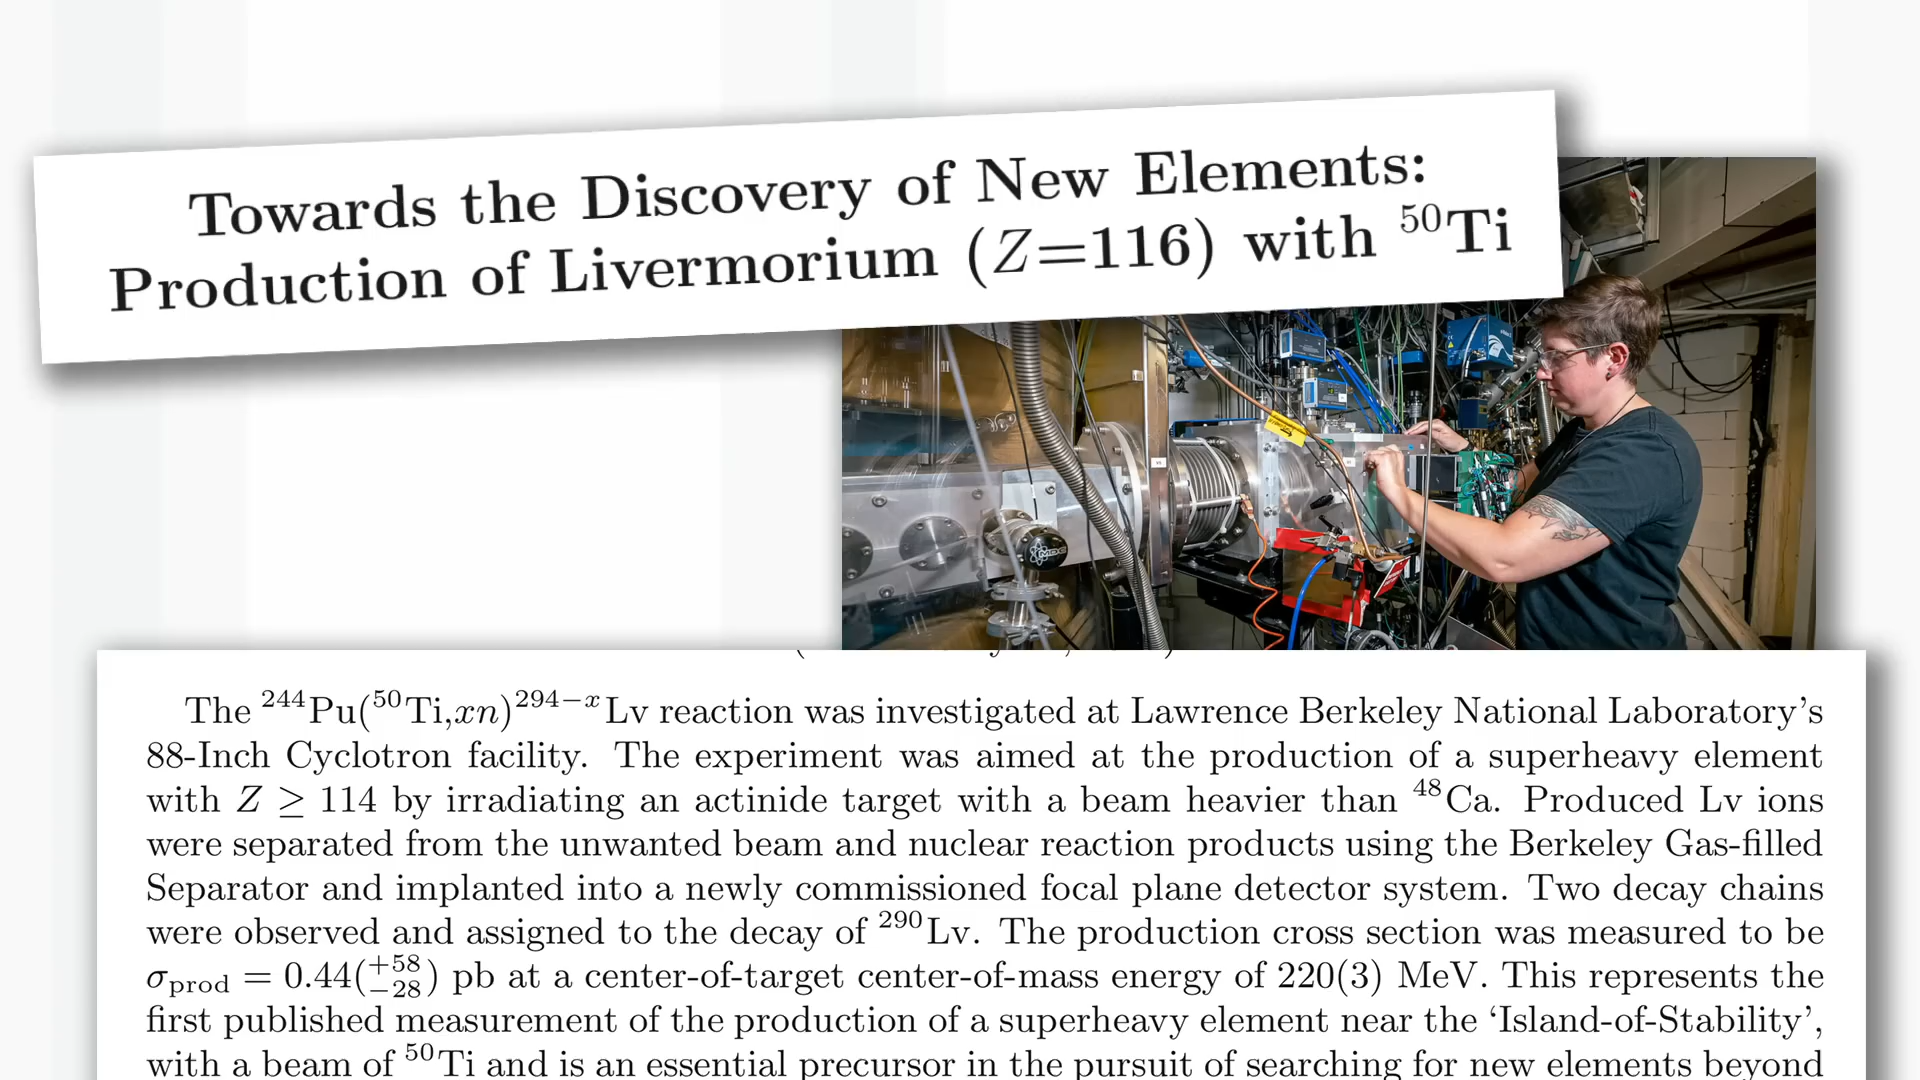 Towards the Discovery of New Elements:
Production of Livermorium (Z=116) with ⁵⁰Ti
MDC
The ²⁴⁴Pu(⁵⁰Ti,xn)²⁹⁴⁻ˣLv reaction was investigated at Lawrence Berkeley National Laboratory's
88-Inch Cyclotron facility. The experiment was aimed at the production of a superheavy element
with Z ≥ 114 by irradiating an actinide target with a beam heavier than ⁴⁸Ca. Produced Lv ions
were separated from the unwanted beam and nuclear reaction products using the Berkeley Gas-filled
Separator and implanted into a newly commissioned focal plane detector system. Two decay chains
were observed and assigned to the decay of ²⁹⁰Lv. The production cross section was measured to be
σprod = 0.44(+58 −28) pb at a center-of-target center-of-mass energy of 220(3) MeV. This represents the
first published measurement of the production of a superheavy element near the ‘Island-of-Stability’,
with a beam of ⁵⁰Ti and is an essential precursor in the pursuit of searching for new elements beyond